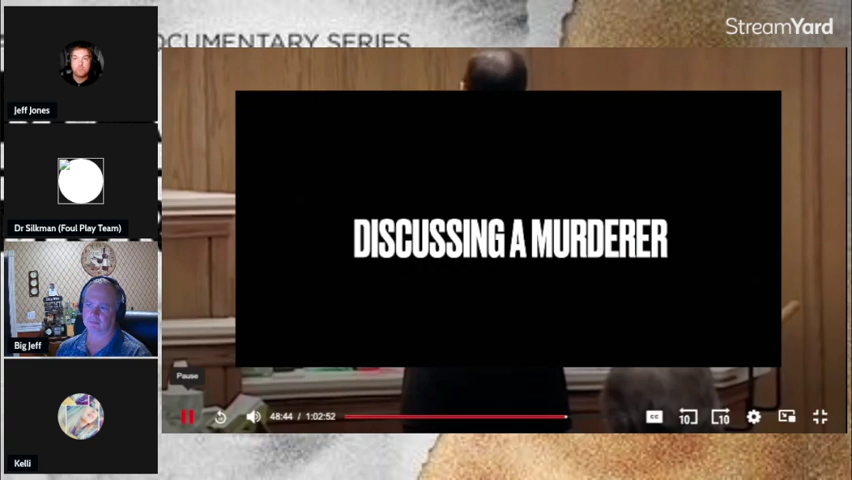 StreamYard
DOCUMENTARY SERIES
Jeff Jones
Dr Silkman (Foul Play Team)
DISCUSSING A MURDERER
Big Jeff
Pause
48:44 / 1:02:52
CC
10
10
Kelli